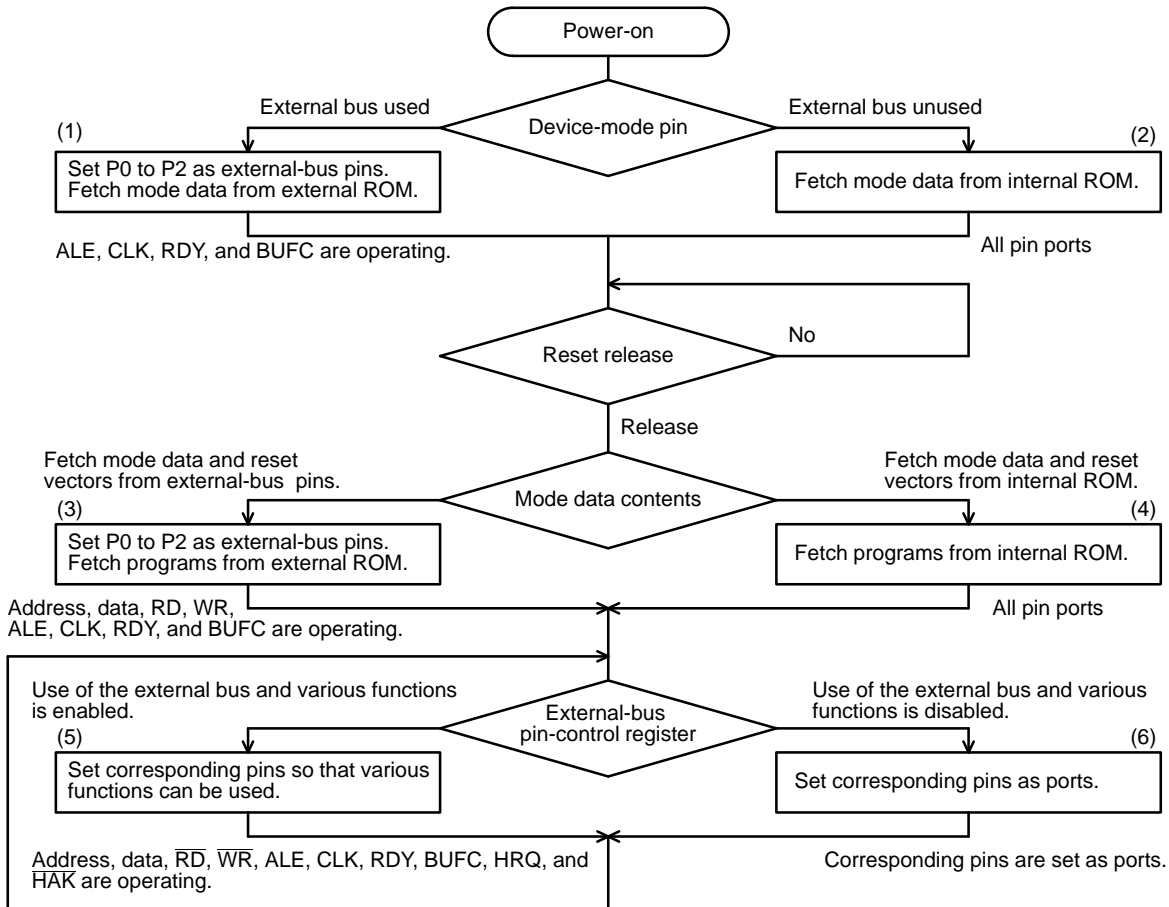 Power-on
External bus used
External bus unused
Device-mode pin
(1)
(2)
Set P0 to P2 as external-bus pins.
Fetch mode data from external ROM.
Fetch mode data from internal ROM.
ALE, CLK, RDY, and BUFC are operating.
All pin ports
No
Reset release
Release
Fetch mode data and reset
vectors from external-bus pins.
Fetch mode data and reset
vectors from internal ROM.
Mode data contents
(3)
(4)
Set P0 to P2 as external-bus pins.
Fetch programs from external ROM.
Fetch programs from internal ROM.
Address, data, RD, WR,
ALE, CLK, RDY, and BUFC are operating.
All pin ports
Use of the external bus and various functions
is enabled.
Use of the external bus and various
functions is disabled.
External-bus
pin-control register
(5)
(6)
Set corresponding pins so that various
functions can be used.
Set corresponding pins as ports.
Address, data, R̅D̅, W̅R̅, ALE, CLK, RDY, BUFC, HRQ, and
H̅A̅K̅ are operating.
Corresponding pins are set as ports.